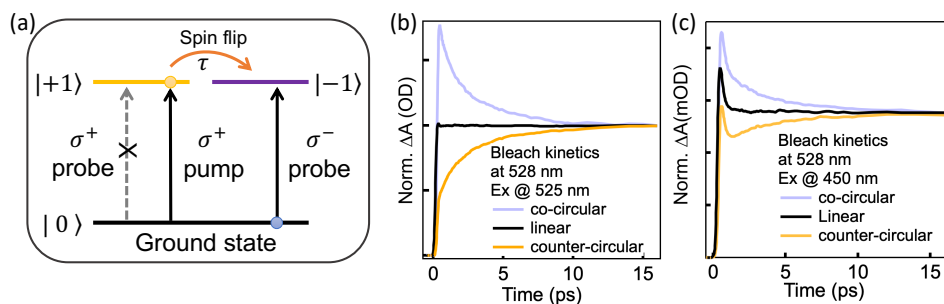 (a)
Spin flip
τ
|+1⟩
|−1⟩
σ+ σ+ σ−
probe pump probe
|0⟩
Ground state
(b)
Norm. ΔA (OD)
Bleach kinetics
at 528 nm
Ex @ 525 nm
co-circular
linear
counter-circular
0 5 10 15
Time (ps)
(c)
Norm. ΔA(mOD)
Bleach kinetics
at 528 nm
Ex @ 450 nm
co-circular
Linear
counter-circular
0 5 10 15
Time (ps)